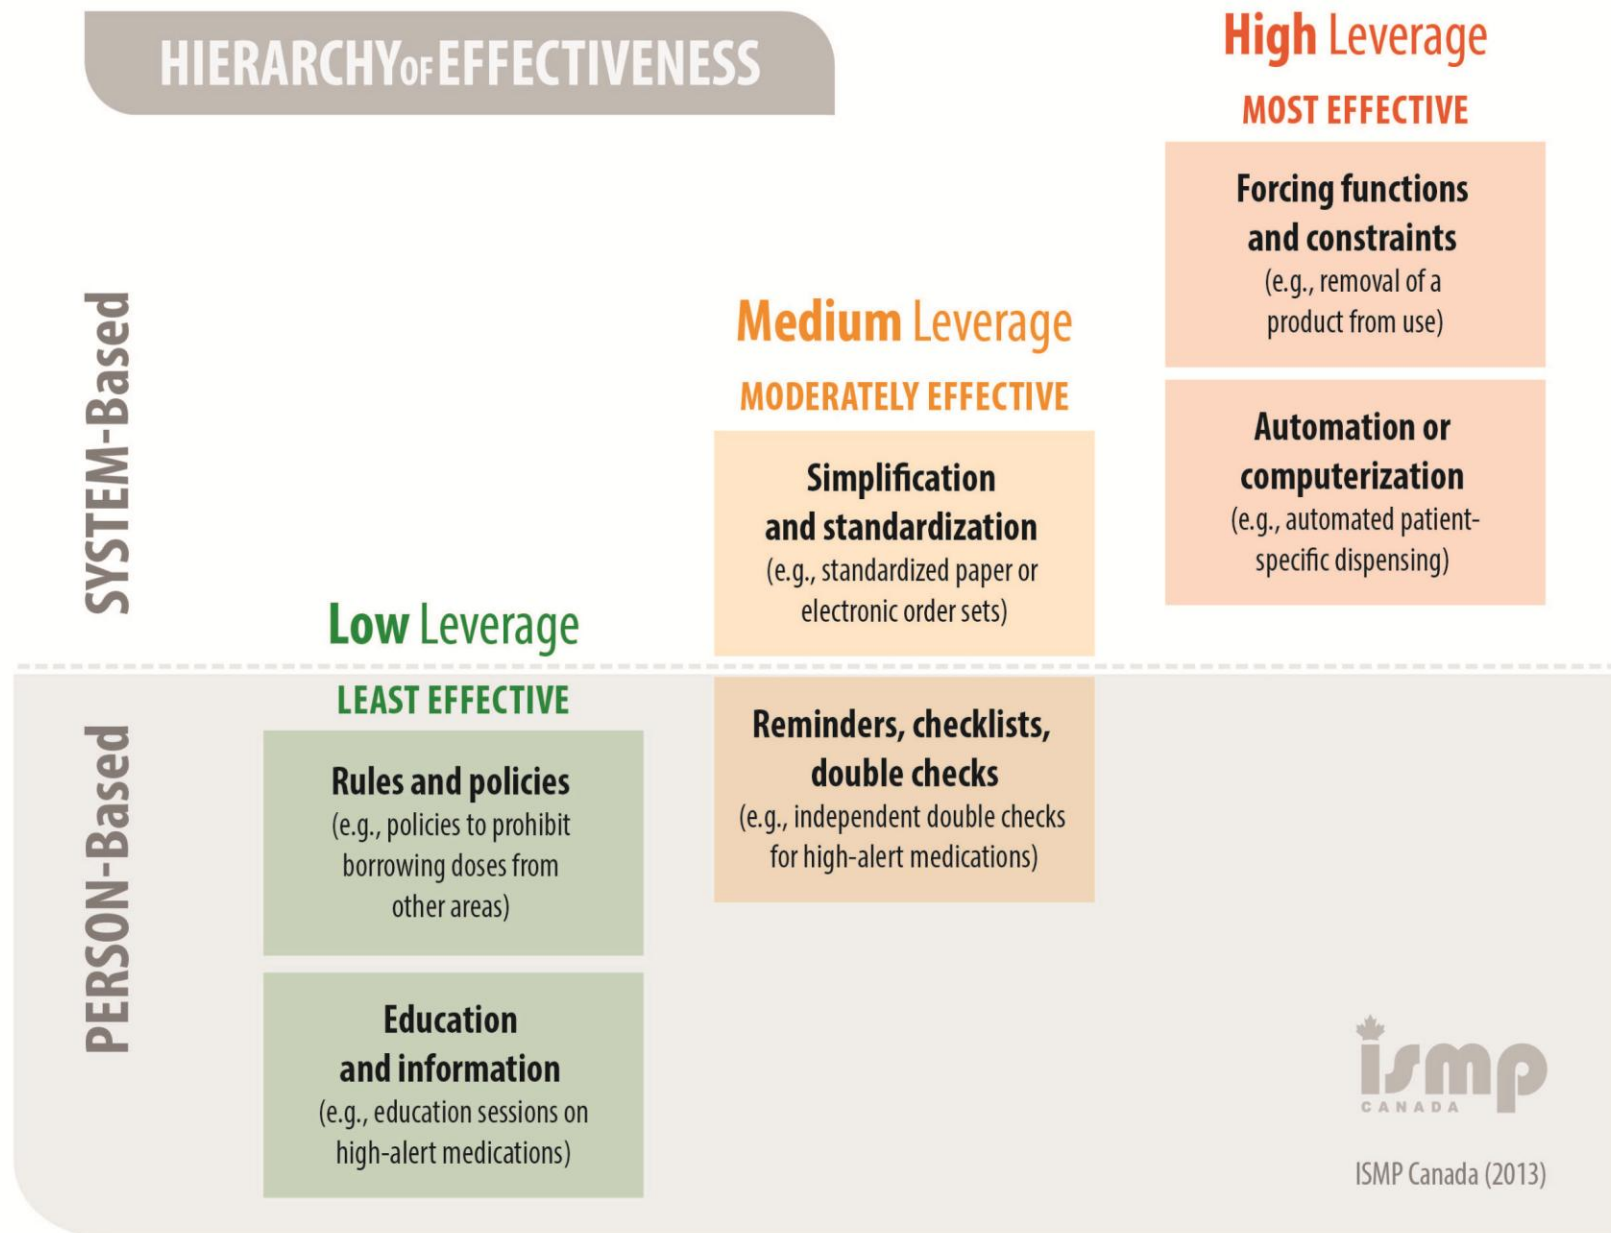 HIERARCHY OF EFFECTIVENESS
High Leverage
MOST EFFECTIVE
Forcing functions
and constraints
(e.g., removal of a
product from use)
Automation or
computerization
(e.g., automated patient-
specific dispensing)
Medium Leverage
MODERATELY EFFECTIVE
Simplification
and standardization
(e.g., standardized paper or
electronic order sets)
Reminders, checklists,
double checks
(e.g., independent double checks
for high-alert medications)
Low Leverage
LEAST EFFECTIVE
Rules and policies
(e.g., policies to prohibit
borrowing doses from
other areas)
Education
and information
(e.g., education sessions on
high-alert medications)
SYSTEM-Based
PERSON-Based
ismp
CANADA
ISMP Canada (2013)